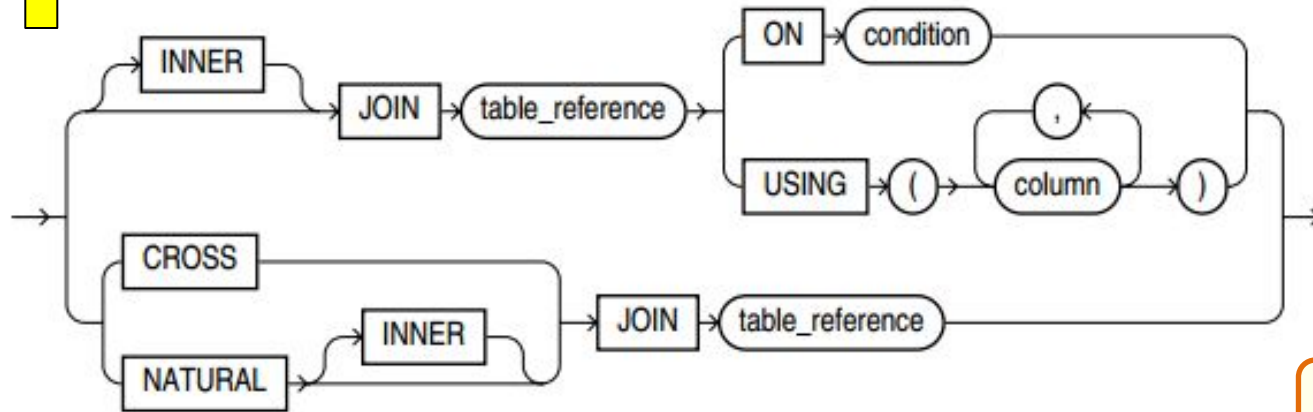 INNER JOIN table_reference ON condition
USING ( column , )
CROSS
NATURAL INNER JOIN table_reference